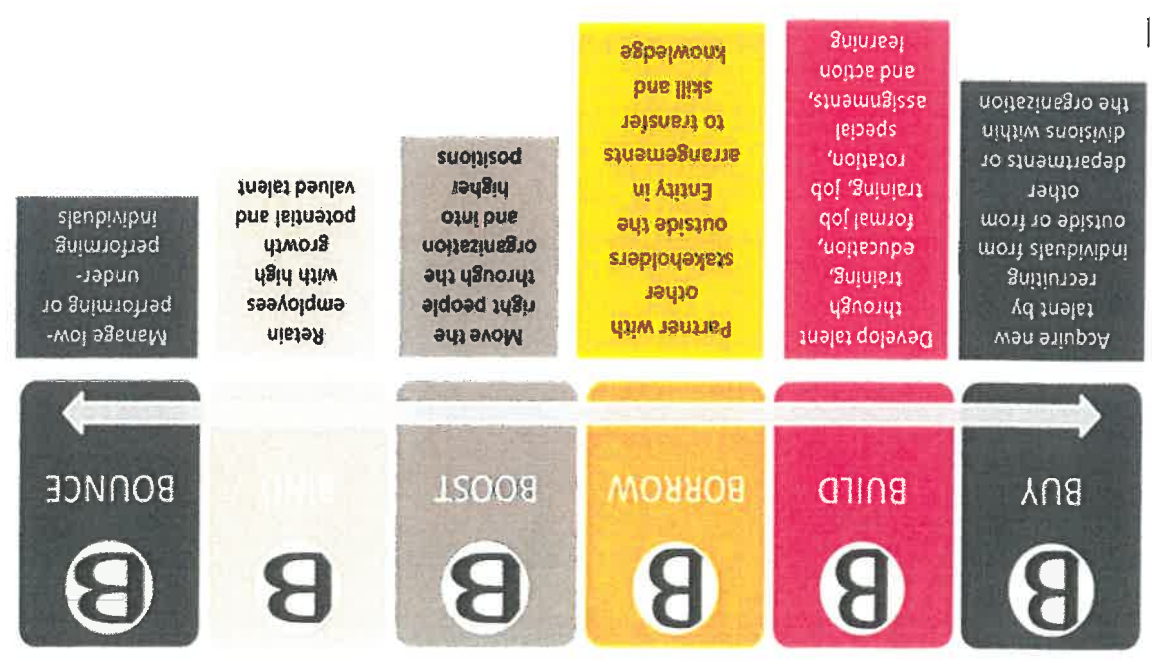 B
BUY
Acquire new
talent by
recruiting
individuals from
outside or from
other
departments or
divisions within
the organization
B
BUILD
Develop talent
through
training,
education,
formal job
training, job
rotation,
special
assignments,
and action
learning
B
BORROW
Partner with
other
stakeholders
outside the
Entity in
arrangements
to transfer
skill and
knowledge
B
BOOST
Move the
right people
through the
organization
and into
higher
positions
B
BIND
Retain
employees
with high
growth
potential and
valued talent
B
BOUNCE
Manage low-
performing or
under-
performing
individuals